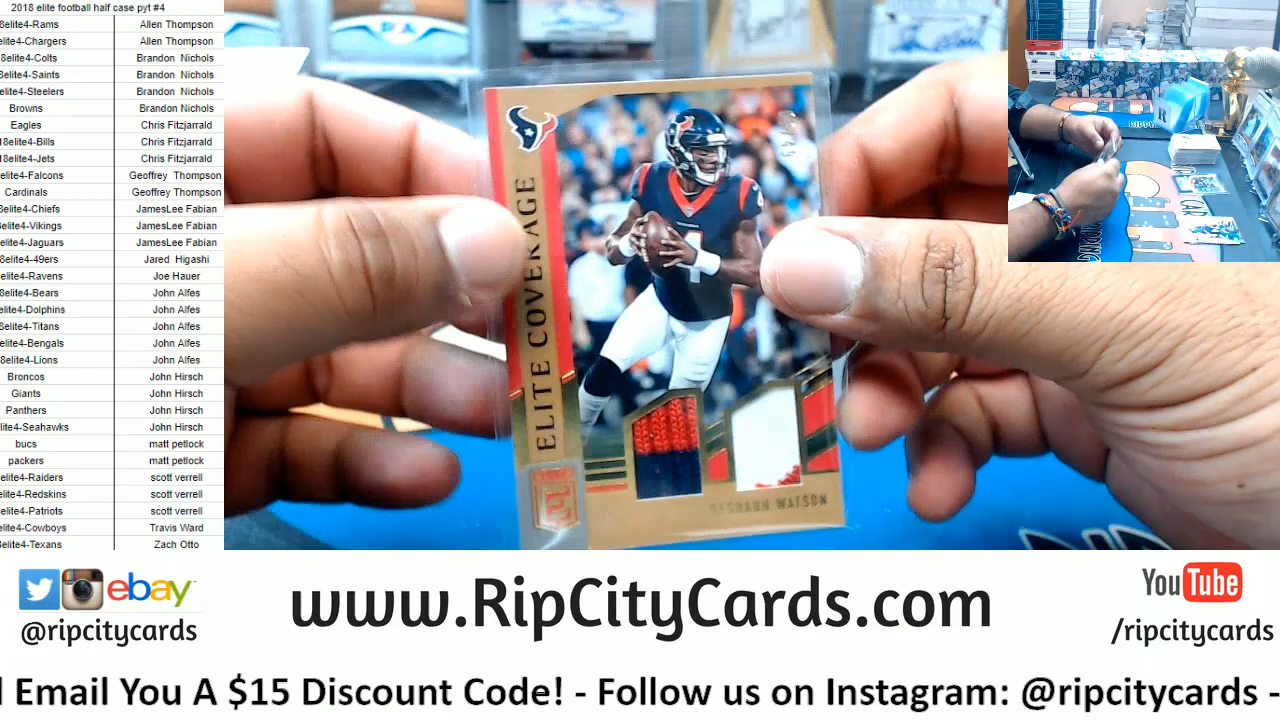 2018 elite football half case pyt #4
8elite4-Rams Allen Thompson
elite4-Chargers Allen Thompson
8elite4-Colts Brandon Nichols
8elite4-Saints Brandon Nichols
elite4-Steelers Brandon Nichols
Browns Brandon Nichols
Eagles Chris Fitzjarrald
18elite4-Bills Chris Fitzjarrald
18elite4-Jets Chris Fitzjarrald
elite4-Falcons Geoffrey Thompson
Cardinals Geoffrey Thompson
elite4-Chiefs JamesLee Fabian
elite4-Vikings JamesLee Fabian
elite4-Jaguars JamesLee Fabian
8elite4-49ers Jared Higashi
elite4-Ravens Joe Hauer
8elite4-Bears John Alfes
elite4-Dolphins John Alfes
8elite4-Titans John Alfes
elite4-Bengals John Alfes
8elite4-Lions John Alfes
Broncos John Hirsch
Giants John Hirsch
Panthers John Hirsch
lite4-Seahawks John Hirsch
bucs matt petlock
packers matt petlock
elite4-Raiders scott verrell
elite4-Redskins scott verrell
elite4-Patriots scott verrell
elite4-Cowboys Travis Ward
8elite4-Texans Zach Otto
ELITE COVERAGE
4
DESHAUN WATSON
ebay
@ripcitycards
www.RipCityCards.com
YouTube
/ripcitycards
Email You A $15 Discount Code! - Follow us on Instagram: @ripcitycards -